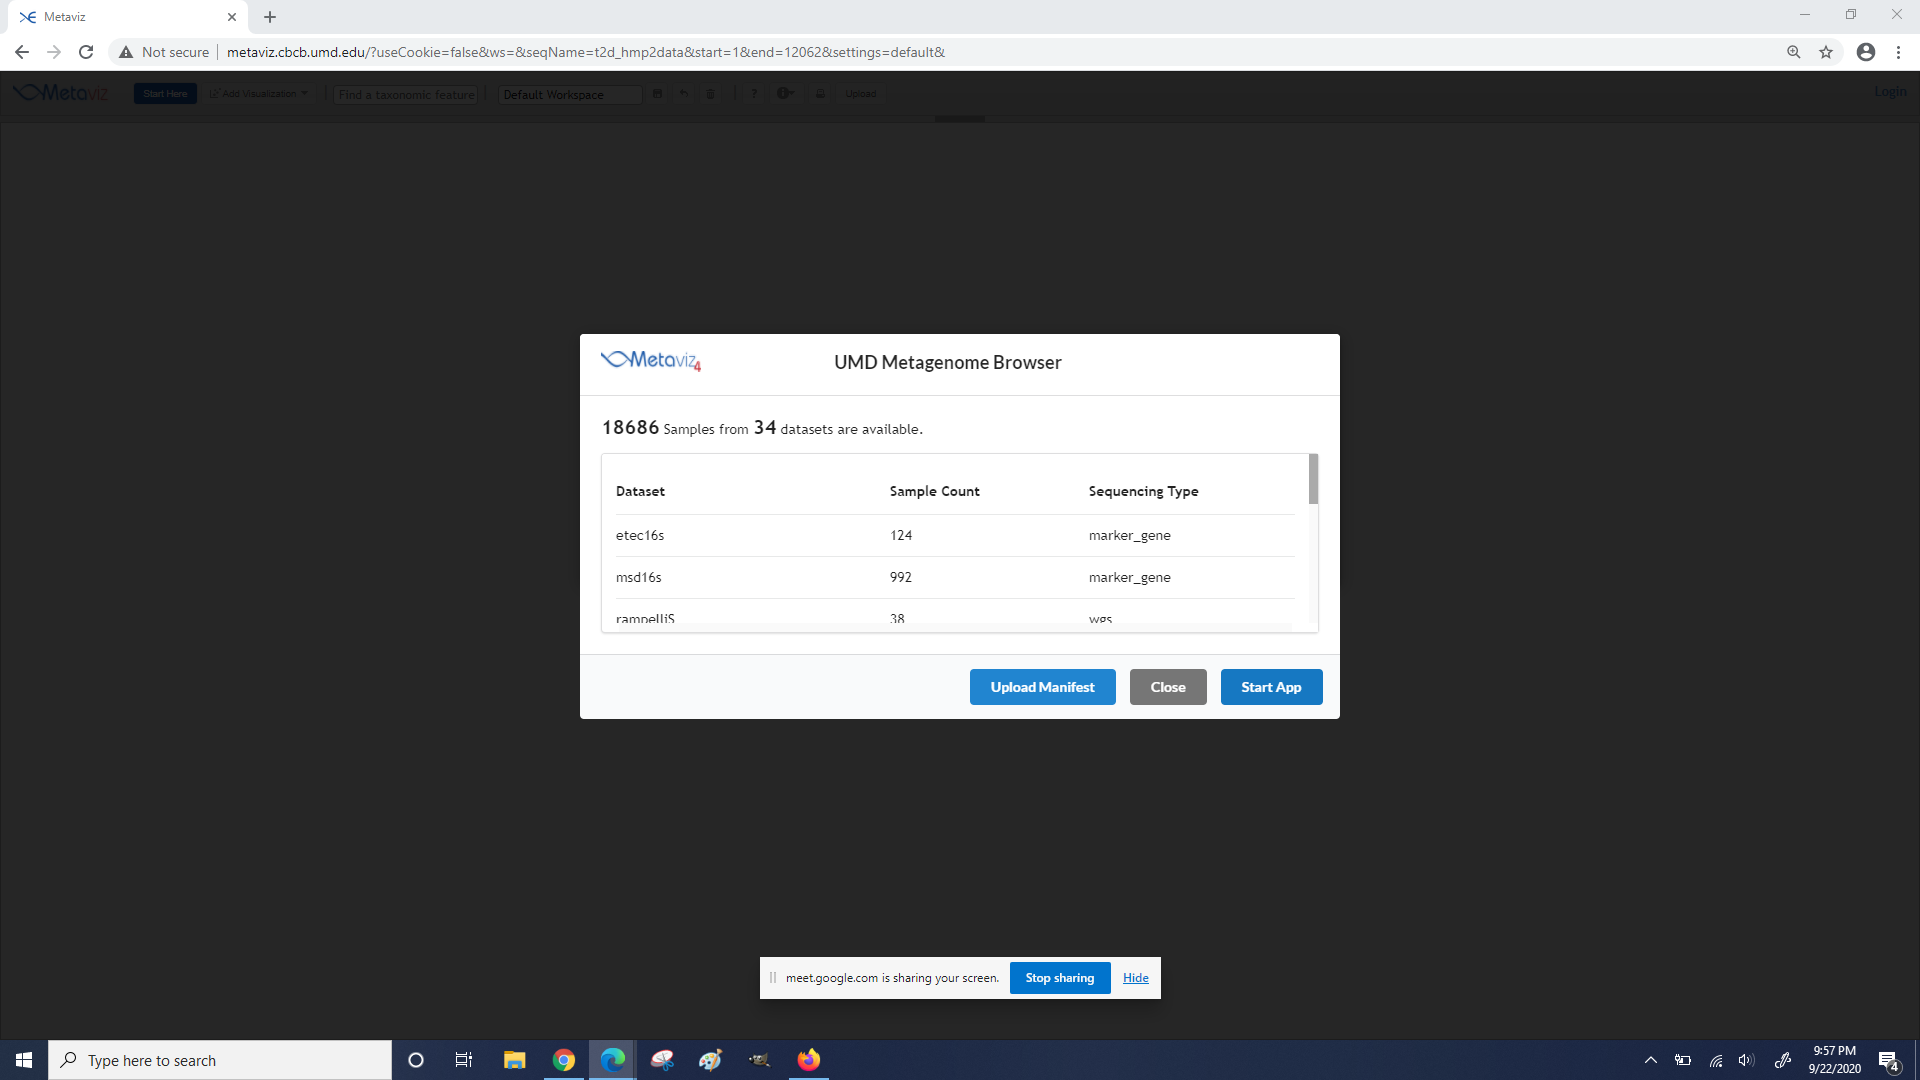 Metaviz
Not secure
metaviz.cbcb.umd.edu/?useCookie=false&ws=&seqName=t2d_hmp2data&start=1&end=12062&settings=default&
Metaviz
Start Here
Add Visualization
Find a taxonomic feature
Default Workspace
?
Upload
Login
Metaviz4
UMD Metagenome Browser
18686 Samples from 34 datasets are available.
Dataset Sample Count Sequencing Type
etec16s 124 marker_gene
msd16s 992 marker_gene
rampelliS 38 wgs
Upload Manifest
Close
Start App
meet.google.com is sharing your screen.
Stop sharing
Hide
Type here to search
9:57 PM
9/22/2020
4